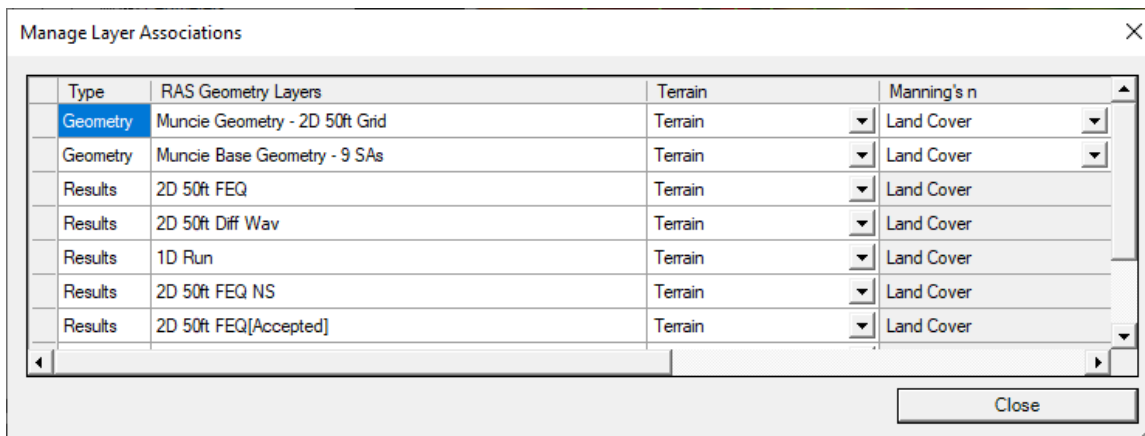 Manage Layer Associations
Type RAS Geometry Layers Terrain Manning's n
Geometry Muncie Geometry - 2D 50ft Grid Terrain Land Cover
Geometry Muncie Base Geometry - 9 SAs Terrain Land Cover
Results 2D 50ft FEQ Terrain Land Cover
Results 2D 50ft Diff Wav Terrain Land Cover
Results 1D Run Terrain Land Cover
Results 2D 50ft FEQ NS Terrain Land Cover
Results 2D 50ft FEQ[Accepted] Terrain Land Cover
Close